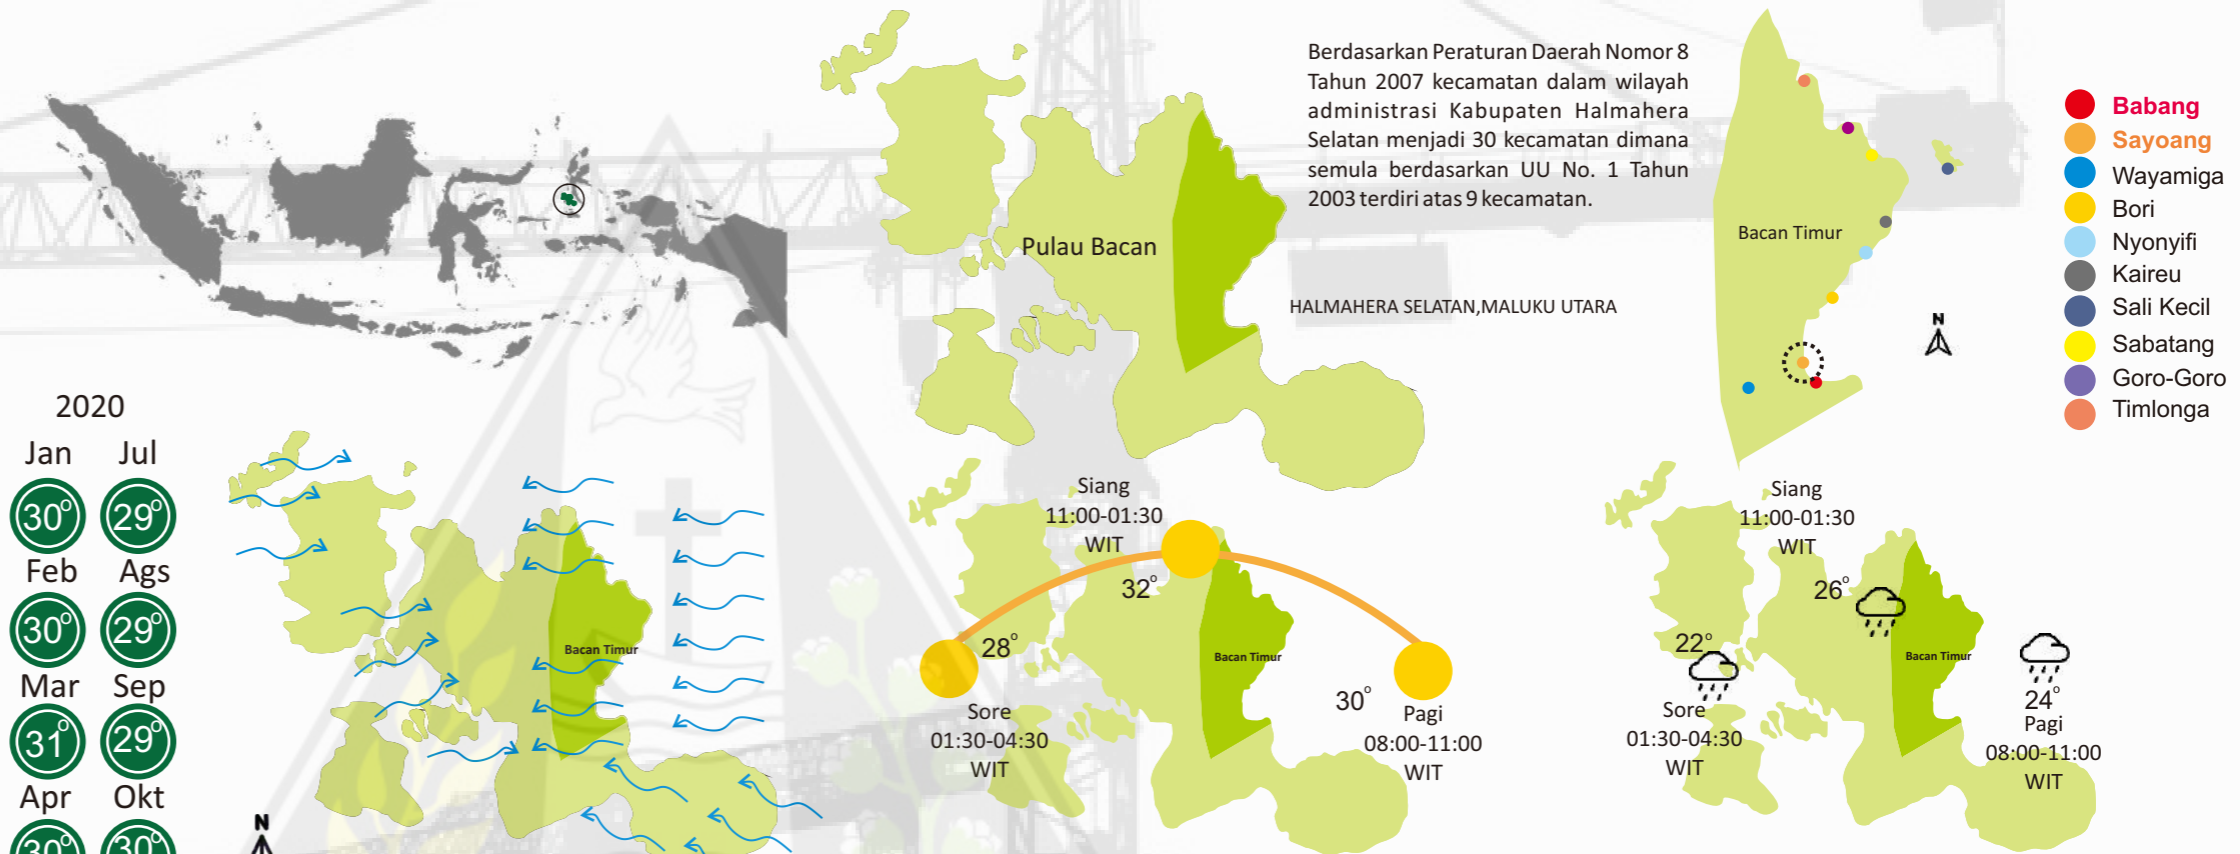 Berdasarkan Peraturan Daerah Nomor 8
Tahun 2007 kecamatan dalam wilayah
administrasi Kabupaten Halmahera
Selatan menjadi 30 kecamatan dimana
semula berdasarkan UU No. 1 Tahun
2003 terdiri atas 9 kecamatan.
Pulau Bacan
HALMAHERA SELATAN,MALUKU UTARA
Bacan Timur
N
Babang
Sayoang
Wayamiga
Bori
Nyonyifi
Kaireu
Sali Kecil
Sabatang
Goro-Goro
Timlonga
2020
Jan Jul
30° 29°
Feb Ags
30° 29°
Mar Sep
31° 29°
Apr Okt
30° 30°
N
Bacan Timur
Siang
11:00-01:30
WIT
32°
28°
Sore
01:30-04:30
WIT
Bacan Timur
30°
Pagi
08:00-11:00
WIT
Siang
11:00-01:30
WIT
26°
22°
Sore
01:30-04:30
WIT
Bacan Timur
24°
Pagi
08:00-11:00
WIT